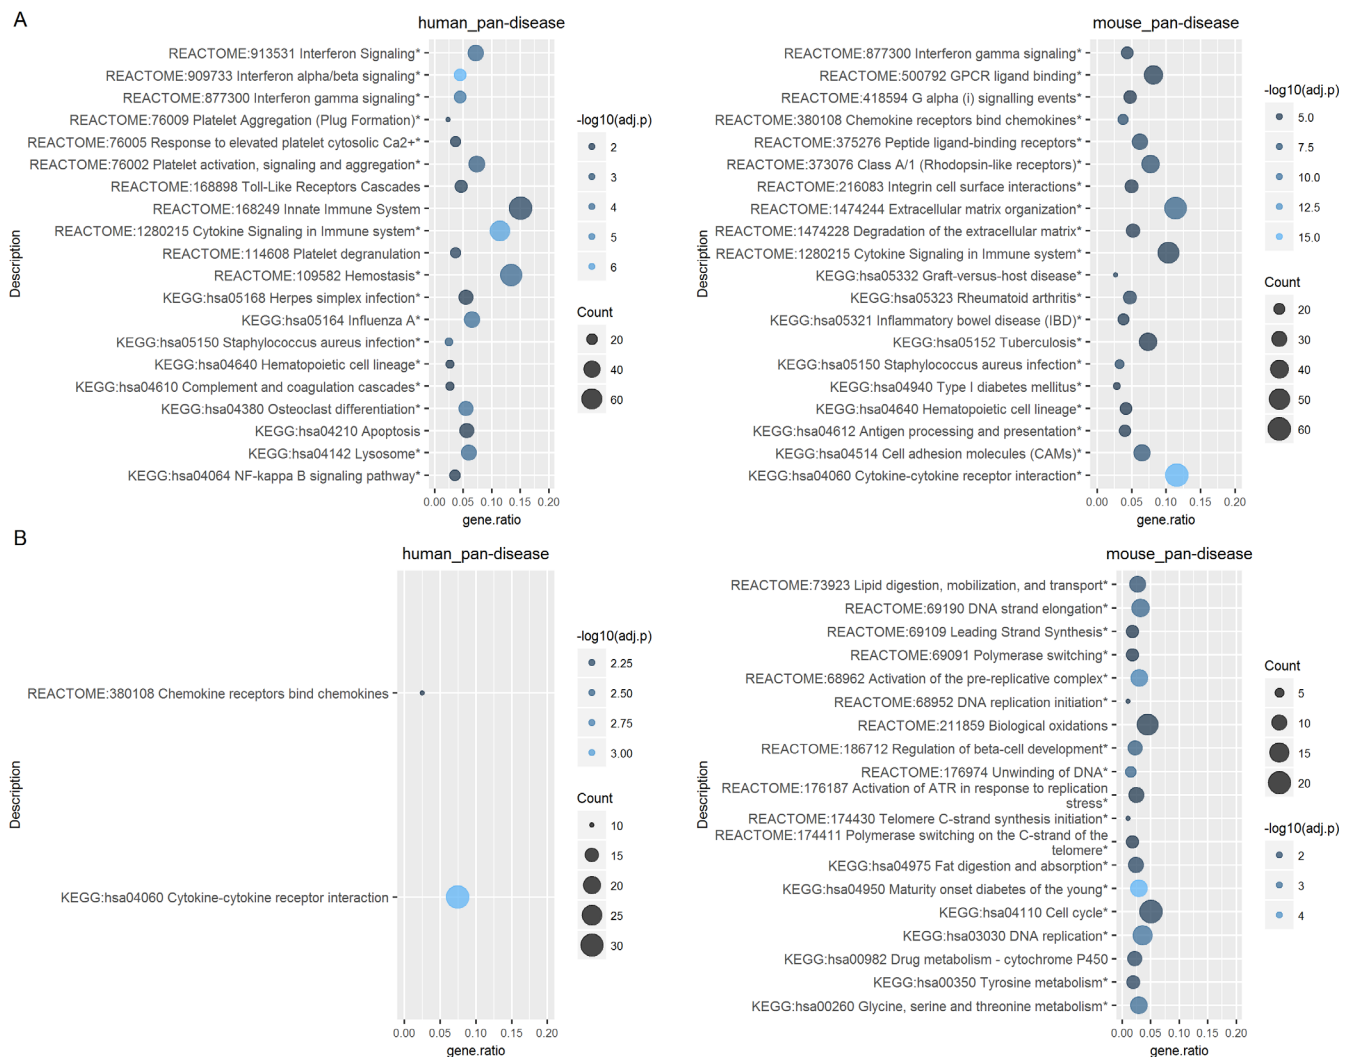 A
human_pan-disease
Description
REACTOME:913531 Interferon Signaling*
REACTOME:909733 Interferon alpha/beta signaling*
REACTOME:877300 Interferon gamma signaling*
REACTOME:76009 Platelet Aggregation (Plug Formation)*
REACTOME:76005 Response to elevated platelet cytosolic Ca2+*
REACTOME:76002 Platelet activation, signaling and aggregation*
REACTOME:168898 Toll-Like Receptors Cascades
REACTOME:168249 Innate Immune System
REACTOME:1280215 Cytokine Signaling in Immune system*
REACTOME:114608 Platelet degranulation
REACTOME:109582 Hemostasis*
KEGG:hsa05168 Herpes simplex infection*
KEGG:hsa05164 Influenza A*
KEGG:hsa05150 Staphylococcus aureus infection*
KEGG:hsa04640 Hematopoietic cell lineage*
KEGG:hsa04610 Complement and coagulation cascades*
KEGG:hsa04380 Osteoclast differentiation*
KEGG:hsa04210 Apoptosis
KEGG:hsa04142 Lysosome*
KEGG:hsa04064 NF-kappa B signaling pathway*
0.00 0.05 0.10 0.15 0.20
gene.ratio
-log10(adj.p)
2
3
4
5
6
Count
20
40
60
mouse_pan-disease
Description
REACTOME:877300 Interferon gamma signaling*
REACTOME:500792 GPCR ligand binding*
REACTOME:418594 G alpha (i) signalling events*
REACTOME:380108 Chemokine receptors bind chemokines*
REACTOME:375276 Peptide ligand-binding receptors*
REACTOME:373076 Class A/1 (Rhodopsin-like receptors)*
REACTOME:216083 Integrin cell surface interactions*
REACTOME:1474244 Extracellular matrix organization*
REACTOME:1474228 Degradation of the extracellular matrix*
REACTOME:1280215 Cytokine Signaling in Immune system*
KEGG:hsa05332 Graft-versus-host disease*
KEGG:hsa05323 Rheumatoid arthritis*
KEGG:hsa05321 Inflammatory bowel disease (IBD)*
KEGG:hsa05152 Tuberculosis*
KEGG:hsa05150 Staphylococcus aureus infection*
KEGG:hsa04940 Type I diabetes mellitus*
KEGG:hsa04640 Hematopoietic cell lineage*
KEGG:hsa04612 Antigen processing and presentation*
KEGG:hsa04514 Cell adhesion molecules (CAMs)*
KEGG:hsa04060 Cytokine-cytokine receptor interaction*
0.00 0.05 0.10 0.15 0.20
gene.ratio
-log10(adj.p)
5.0
7.5
10.0
12.5
15.0
Count
20
30
40
50
60
B
human_pan-disease
Description
REACTOME:380108 Chemokine receptors bind chemokines
KEGG:hsa04060 Cytokine-cytokine receptor interaction
0.00 0.05 0.10 0.15 0.20
gene.ratio
-log10(adj.p)
2.25
2.50
2.75
3.00
Count
10
15
20
25
30
mouse_pan-disease
Description
REACTOME:73923 Lipid digestion, mobilization, and transport*
REACTOME:69190 DNA strand elongation*
REACTOME:69109 Leading Strand Synthesis*
REACTOME:69091 Polymerase switching*
REACTOME:68962 Activation of the pre-replicative complex*
REACTOME:68952 DNA replication initiation*
REACTOME:211859 Biological oxidations
REACTOME:186712 Regulation of beta-cell development*
REACTOME:176974 Unwinding of DNA*
REACTOME:176187 Activation of ATR in response to replication
stress*
REACTOME:174430 Telomere C-strand synthesis initiation*
REACTOME:174411 Polymerase switching on the C-strand of the
telomere*
KEGG:hsa04975 Fat digestion and absorption*
KEGG:hsa04950 Maturity onset diabetes of the young*
KEGG:hsa04110 Cell cycle*
KEGG:hsa03030 DNA replication*
KEGG:hsa00982 Drug metabolism - cytochrome P450
KEGG:hsa00350 Tyrosine metabolism*
KEGG:hsa00260 Glycine, serine and threonine metabolism*
0.00 0.05 0.10 0.15 0.20
gene.ratio
Count
5
10
15
20
-log10(adj.p)
2
3
4